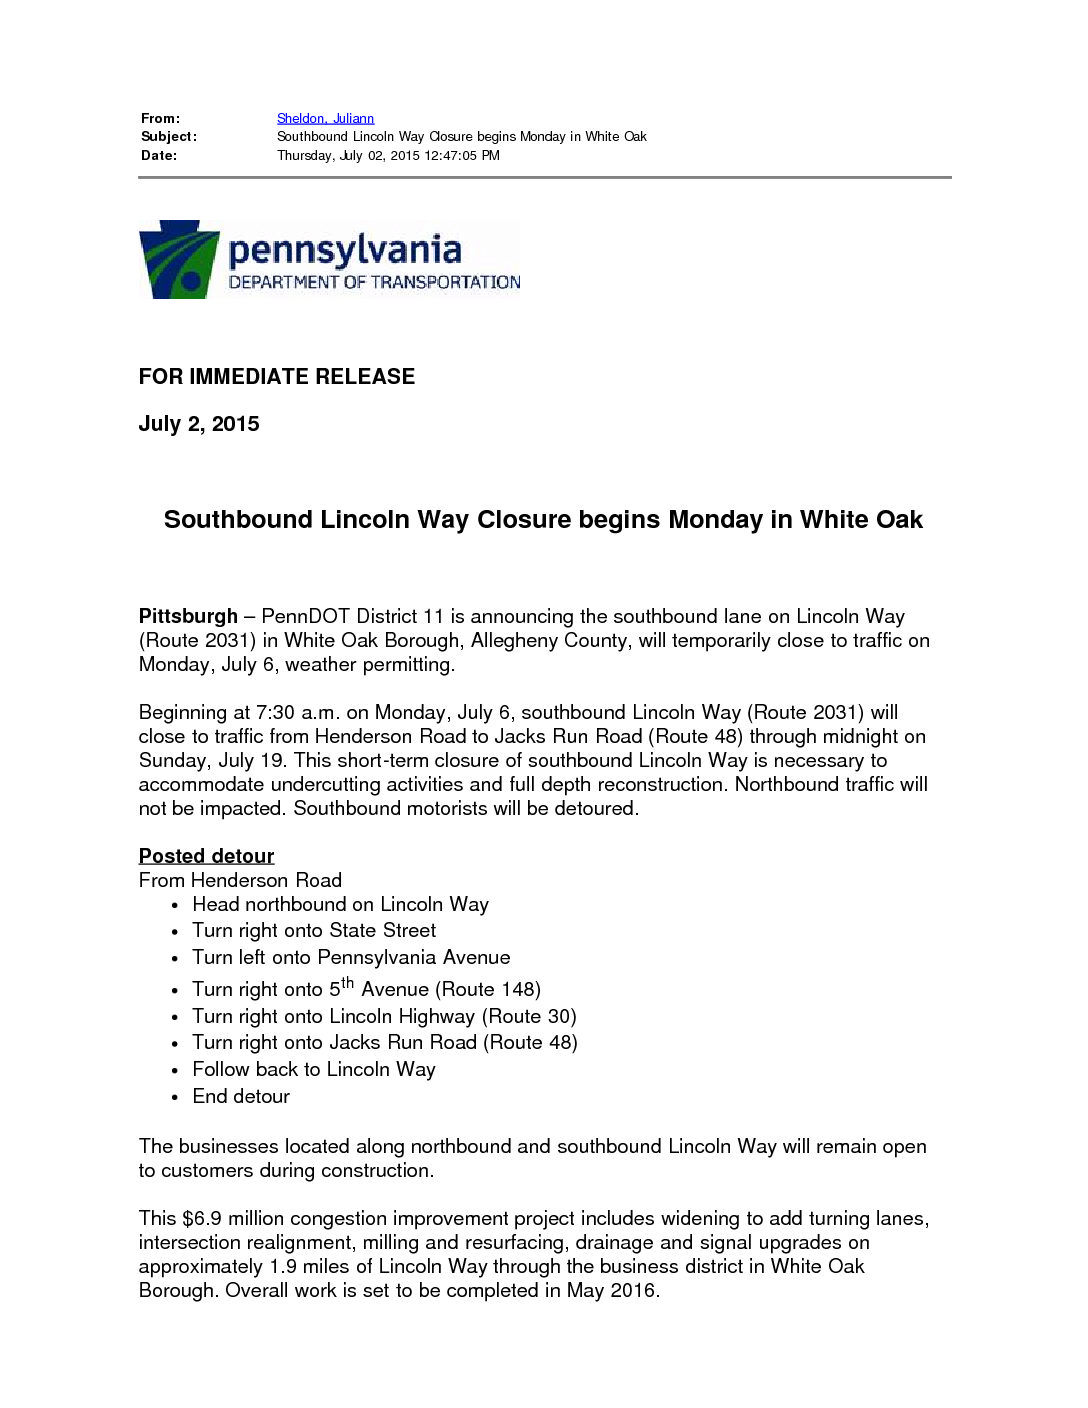 From: Sheldon, Juliann
Subject: Southbound Lincoln Way Closure begins Monday in White Oak
Date: Thursday, July 02, 2015 12:47:05 PM
pennsylvania
DEPARTMENT OF TRANSPORTATION
FOR IMMEDIATE RELEASE
July 2, 2015
Southbound Lincoln Way Closure begins Monday in White Oak
Pittsburgh – PennDOT District 11 is announcing the southbound lane on Lincoln Way
(Route 2031) in White Oak Borough, Allegheny County, will temporarily close to traffic on
Monday, July 6, weather permitting.
Beginning at 7:30 a.m. on Monday, July 6, southbound Lincoln Way (Route 2031) will
close to traffic from Henderson Road to Jacks Run Road (Route 48) through midnight on
Sunday, July 19. This short-term closure of southbound Lincoln Way is necessary to
accommodate undercutting activities and full depth reconstruction. Northbound traffic will
not be impacted. Southbound motorists will be detoured.
Posted detour
From Henderson Road
• Head northbound on Lincoln Way
• Turn right onto State Street
• Turn left onto Pennsylvania Avenue
• Turn right onto 5th Avenue (Route 148)
• Turn right onto Lincoln Highway (Route 30)
• Turn right onto Jacks Run Road (Route 48)
• Follow back to Lincoln Way
• End detour
The businesses located along northbound and southbound Lincoln Way will remain open
to customers during construction.
This $6.9 million congestion improvement project includes widening to add turning lanes,
intersection realignment, milling and resurfacing, drainage and signal upgrades on
approximately 1.9 miles of Lincoln Way through the business district in White Oak
Borough. Overall work is set to be completed in May 2016.